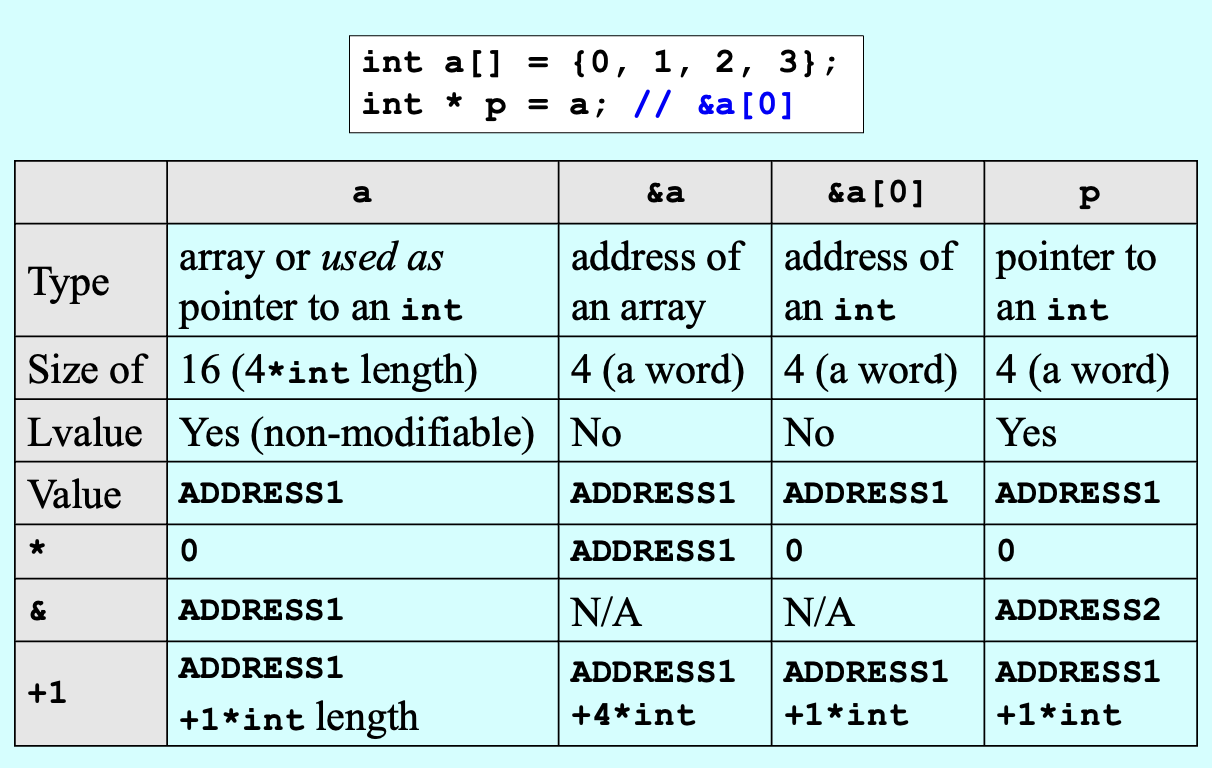 int a[] = {0, 1, 2, 3};
int * p = a; // &a[0]
a &a &a[0] p
Type array or used as pointer to an int address of an array address of an int pointer to an int
Size of 16 (4*int length) 4 (a word) 4 (a word) 4 (a word)
Lvalue Yes (non-modifiable) No No Yes
Value ADDRESS1 ADDRESS1 ADDRESS1 ADDRESS1
* 0 ADDRESS1 0 0
& ADDRESS1 N/A N/A ADDRESS2
+1 ADDRESS1 +1*int length ADDRESS1 +4*int ADDRESS1 +1*int ADDRESS1 +1*int